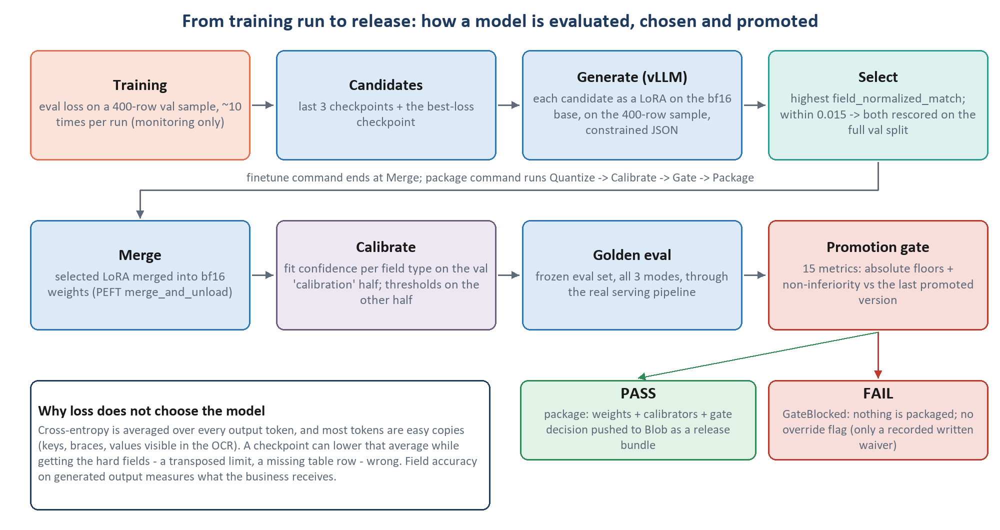 From training run to release: how a model is evaluated, chosen and promoted
Training
eval loss on a 400-row val sample, ~10
times per run (monitoring only)
Candidates
last 3 checkpoints + the best-loss
checkpoint
Generate (vLLM)
each candidate as a LoRA on the bf16
base, on the 400-row sample,
constrained JSON
Select
highest field_normalized_match;
within 0.015 -> both rescored on the
full val split
finetune command ends at Merge; package command runs Quantize -> Calibrate -> Gate -> Package
Merge
selected LoRA merged into bf16
weights (PEFT merge_and_unload)
Calibrate
fit confidence per field type on the val
'calibration' half; thresholds on the
other half
Golden eval
frozen eval set, all 3 modes, through
the real serving pipeline
Promotion gate
15 metrics: absolute floors +
non-inferiority vs the last promoted
version
Why loss does not choose the model
Cross-entropy is averaged over every output token, and most tokens are easy copies
(keys, braces, values visible in the OCR). A checkpoint can lower that average while
getting the hard fields - a transposed limit, a missing table row - wrong. Field accuracy
on generated output measures what the business receives.
PASS
package: weights + calibrators + gate
decision pushed to Blob as a release
bundle
FAIL
GateBlocked: nothing is packaged; no
override flag (only a recorded written
waiver)